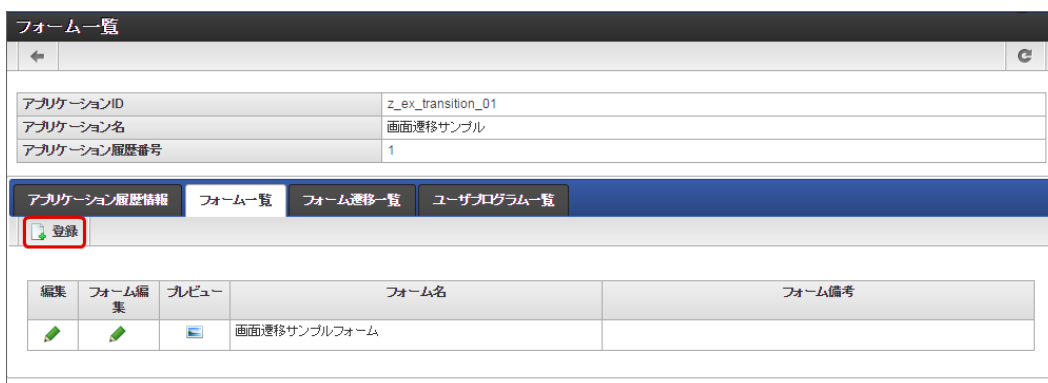 フォーム一覧
アプリケーションID z_ex_transition_01
アプリケーション名 画面遷移サンプル
アプリケーション履歴番号 1
アプリケーション履歴情報 フォーム一覧 フォーム遷移一覧 ユーザプログラム一覧
登録
編集 フォーム編集 プレビュー フォーム名 フォーム備考
画面遷移サンプルフォーム